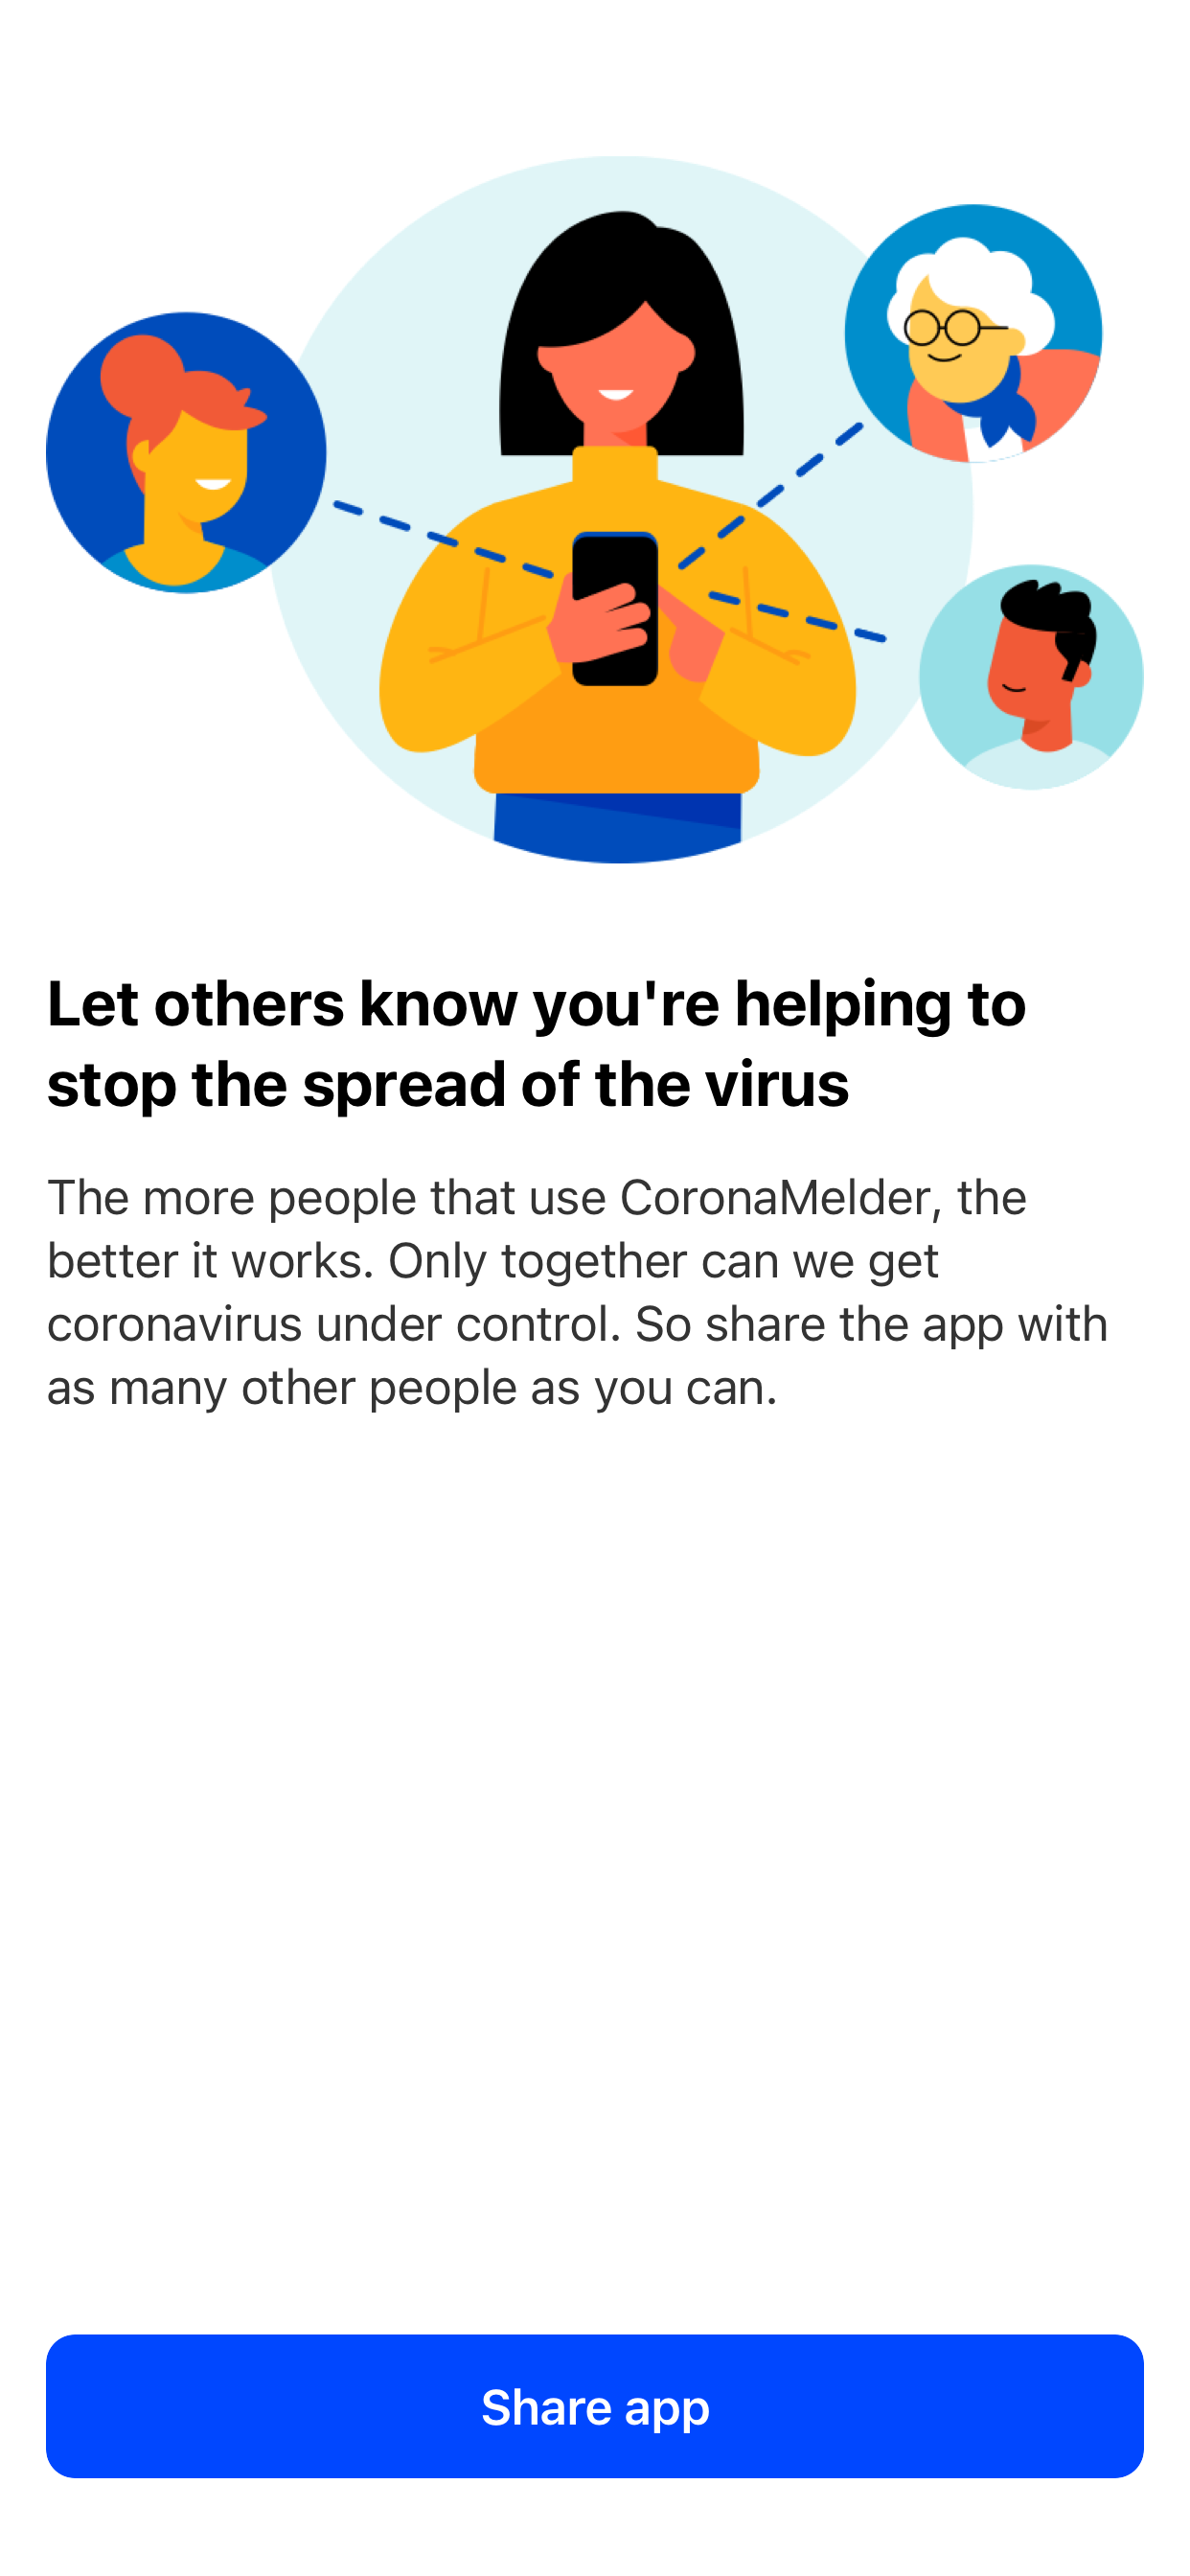 Let others know you're helping to
stop the spread of the virus
The more people that use CoronaMelder, the
better it works. Only together can we get
coronavirus under control. So share the app with
as many other people as you can.
Share app